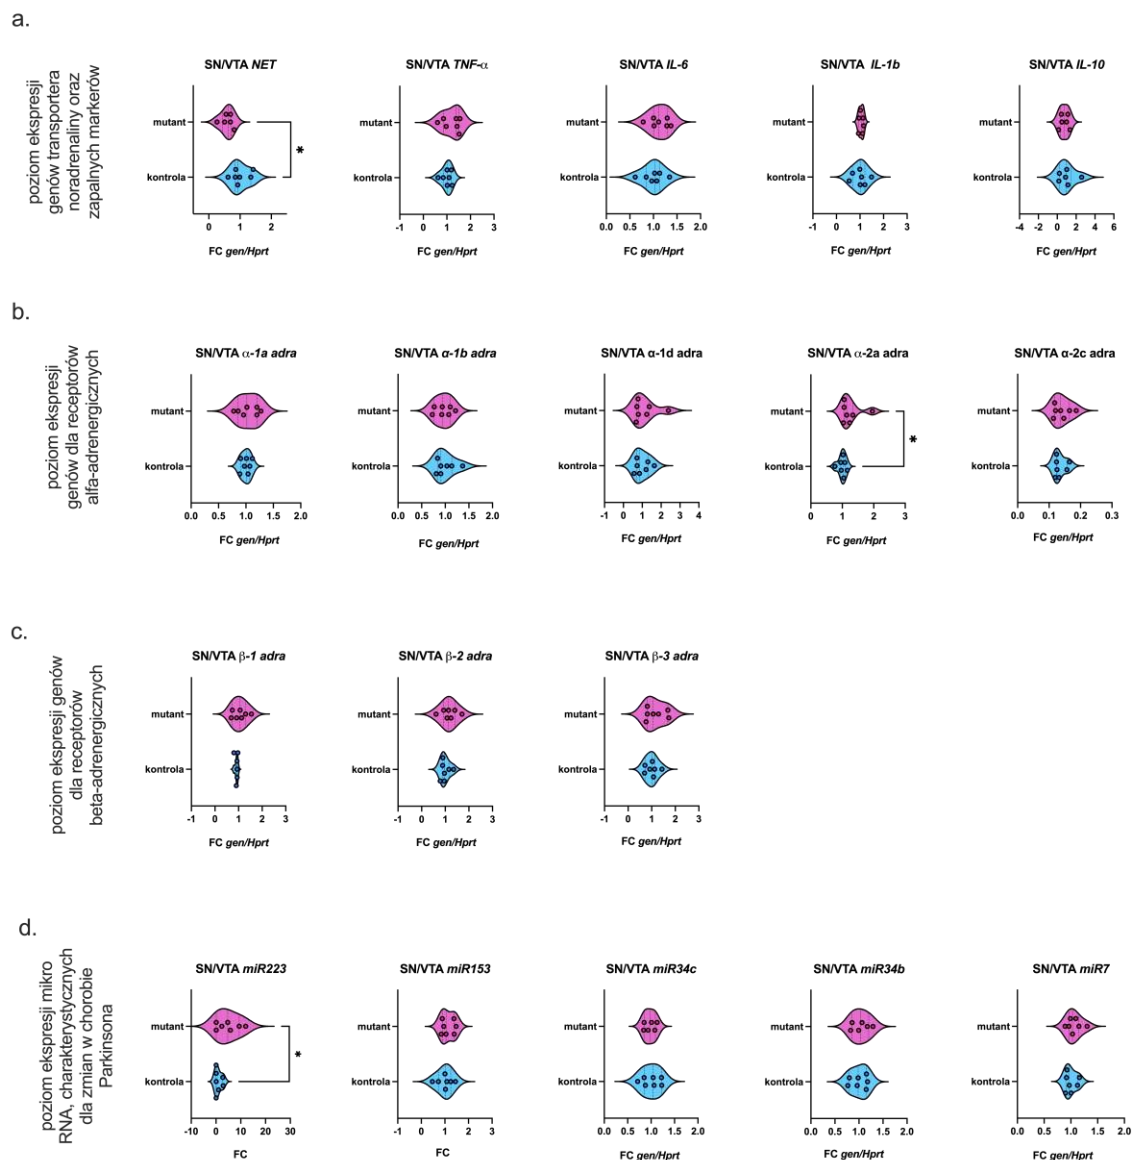 a.
poziom ekspresji
genów transportera
noradrenaliny oraz
zapalnych markerów
SN/VTA NET
mutant
kontrola
*
0 1 2
FC gen/Hprt
SN/VTA TNF-α
mutant
kontrola
-1 0 1 2 3
FC gen/Hprt
SN/VTA IL-6
mutant
kontrola
0.0 0.5 1.0 1.5 2.0
FC gen/Hprt
SN/VTA IL-1b
mutant
kontrola
-1 0 1 2 3
FC gen/Hprt
SN/VTA IL-10
mutant
kontrola
-4 -2 0 2 4 6
FC gen/Hprt
b.
poziom ekspresji
genów dla receptorów
alfa-adrenergicznych
SN/VTA α-1a adra
mutant
kontrola
0.0 0.5 1.0 1.5 2.0
FC gen/Hprt
SN/VTA α-1b adra
mutant
kontrola
0.0 0.5 1.0 1.5 2.0
FC gen/Hprt
SN/VTA α-1d adra
mutant
kontrola
-1 0 1 2 3 4
FC gen/Hprt
SN/VTA α-2a adra
mutant
kontrola
*
0 1 2 3
FC gen/Hprt
SN/VTA α-2c adra
mutant
kontrola
0.0 0.1 0.2 0.3
FC gen/Hprt
c.
poziom ekspresji genów
dla receptorów
beta-adrenergicznych
SN/VTA β-1 adra
mutant
kontrola
-1 0 1 2 3
FC gen/Hprt
SN/VTA β-2 adra
mutant
kontrola
-1 0 1 2 3
FC gen/Hprt
SN/VTA β-3 adra
mutant
kontrola
-1 0 1 2 3
FC gen/Hprt
d.
poziom ekspresji mikro
RNA, charakterystycznych
dla zmian w chorobie
Parkinsona
SN/VTA miR223
mutant
kontrola
*
-10 0 10 20 30
FC
SN/VTA miR153
mutant
kontrola
-1 0 1 2 3
FC
SN/VTA miR34c
mutant
kontrola
0.0 0.5 1.0 1.5 2.0
FC gen/Hprt
SN/VTA miR34b
mutant
kontrola
0.0 0.5 1.0 1.5 2.0
FC gen/Hprt
SN/VTA miR7
mutant
kontrola
0.0 0.5 1.0 1.5 2.0
FC gen/Hprt